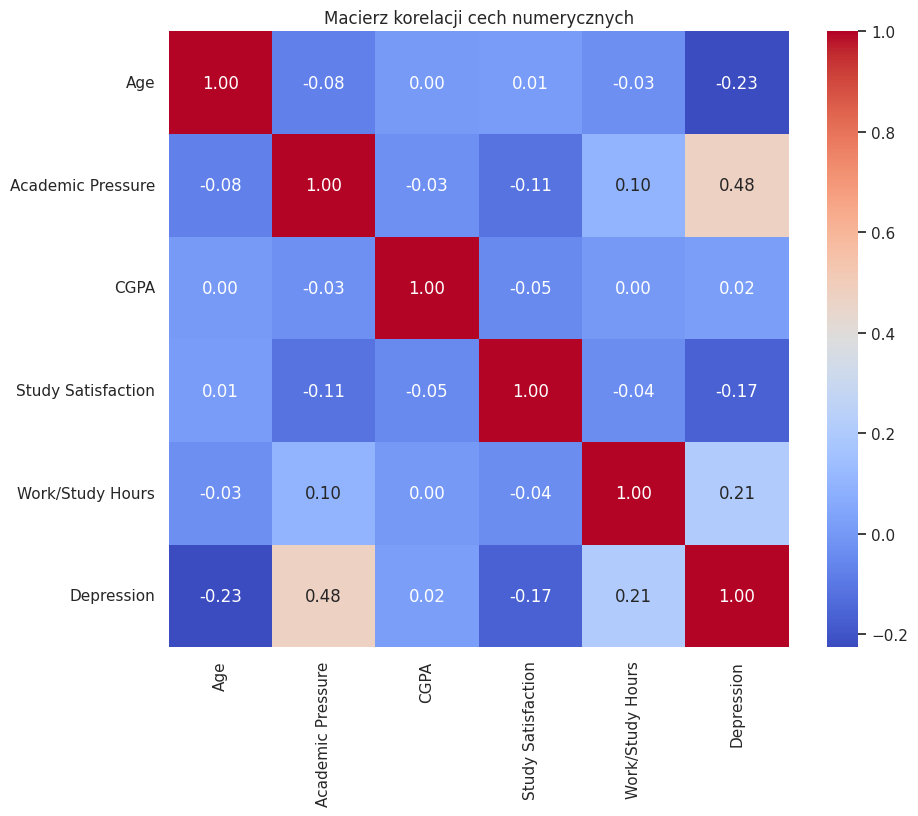 Macierz korelacji cech numerycznych
Age 1.00 -0.08 0.00 0.01 -0.03 -0.23
Academic Pressure -0.08 1.00 -0.03 -0.11 0.10 0.48
CGPA 0.00 -0.03 1.00 -0.05 0.00 0.02
Study Satisfaction 0.01 -0.11 -0.05 1.00 -0.04 -0.17
Work/Study Hours -0.03 0.10 0.00 -0.04 1.00 0.21
Depression -0.23 0.48 0.02 -0.17 0.21 1.00
Age
Academic Pressure
CGPA
Study Satisfaction
Work/Study Hours
Depression
1.0
0.8
0.6
0.4
0.2
0.0
−0.2